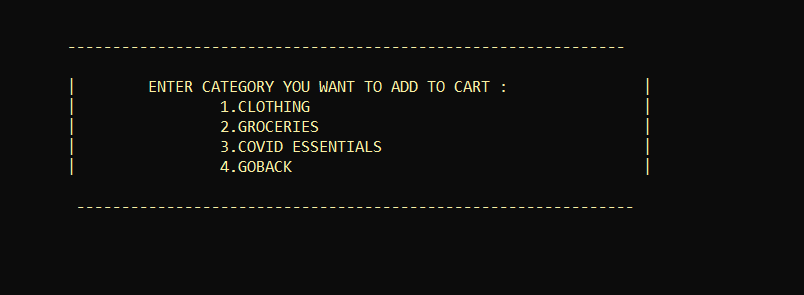 --------------------------------------------------------------
|        ENTER CATEGORY YOU WANT TO ADD TO CART :               |
|                1.CLOTHING                                     |
|                2.GROCERIES                                    |
|                3.COVID ESSENTIALS                             |
|                4.GOBACK                                       |
--------------------------------------------------------------